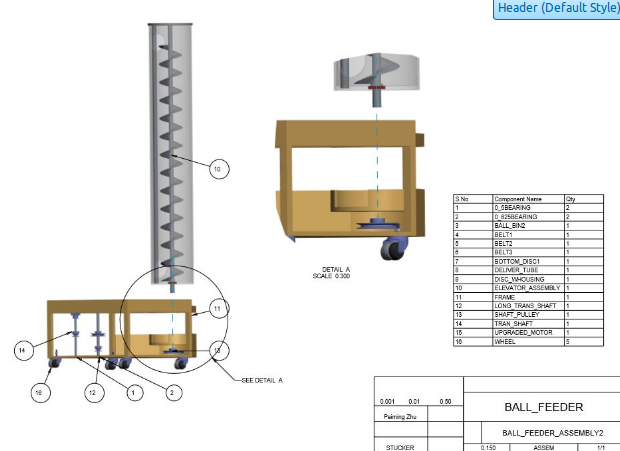 Header (Default Style)
10
DETAIL A
SCALE 0.300
S.No Component Name Qty
1 0_5BEARING 2
2 0_625BEARING 2
3 BALL_BIN2 1
4 BELT1 1
5 BELT2 1
6 BELT3 1
7 BOTTOM_DISC1 1
8 DELIVER_TUBE 1
9 DISC_WHOUSING 1
10 ELEVATOR_ASSEMBLY 1
11 FRAME 1
12 LONG_TRANS_SHAFT 1
13 SHAFT_PULLEY 1
14 TRAN_SHAFT 1
15 UPGRADED_MOTOR 1
16 WHEEL 5
11
14
13
SEE DETAIL A
16
12
1
2
0.001 0.01 0.50
Peiming Zhu
BALL_FEEDER
BALL_FEEDER_ASSEMBLY2
STUCKER 0.150 ASSEM 1/1